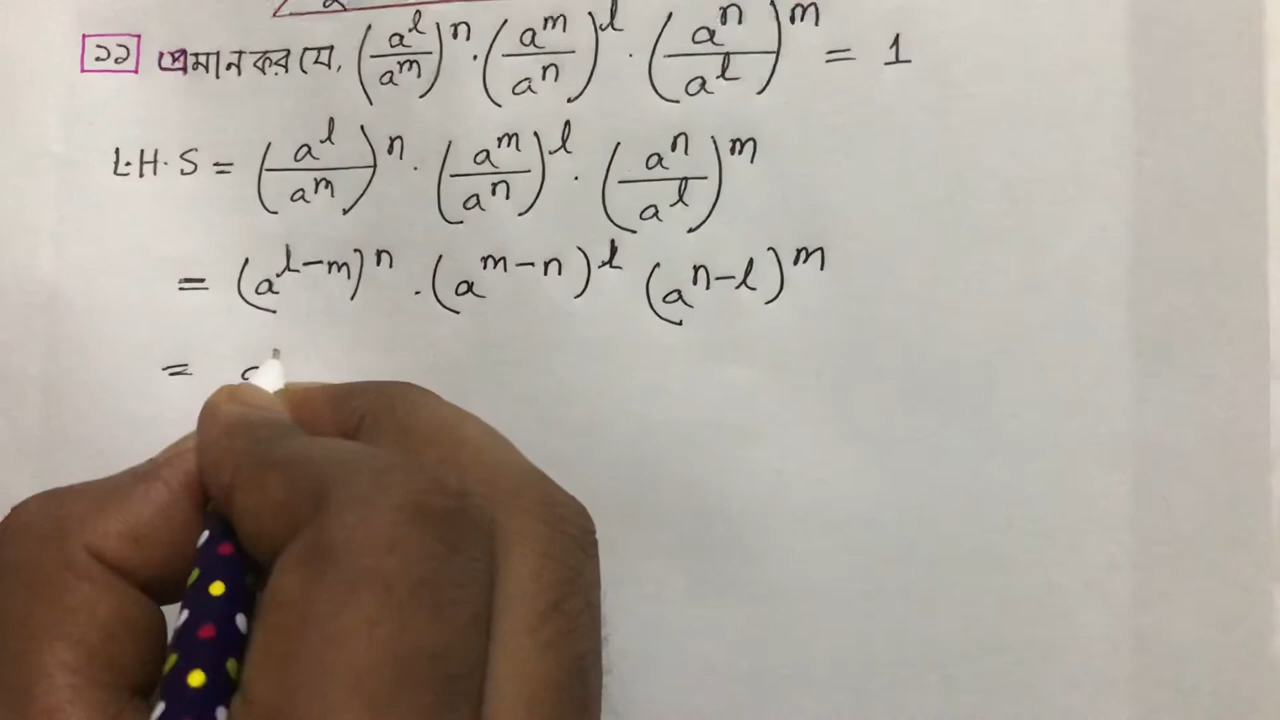 ১১ প্রমান কর যে, (a^l/a^m)^n · (a^m/a^n)^l · (a^n/a^l)^m = 1
L.H.S = (a^l/a^m)^n · (a^m/a^n)^l · (a^n/a^l)^m
= (a^{l-m})^n · (a^{m-n})^l (a^{n-l})^m
=